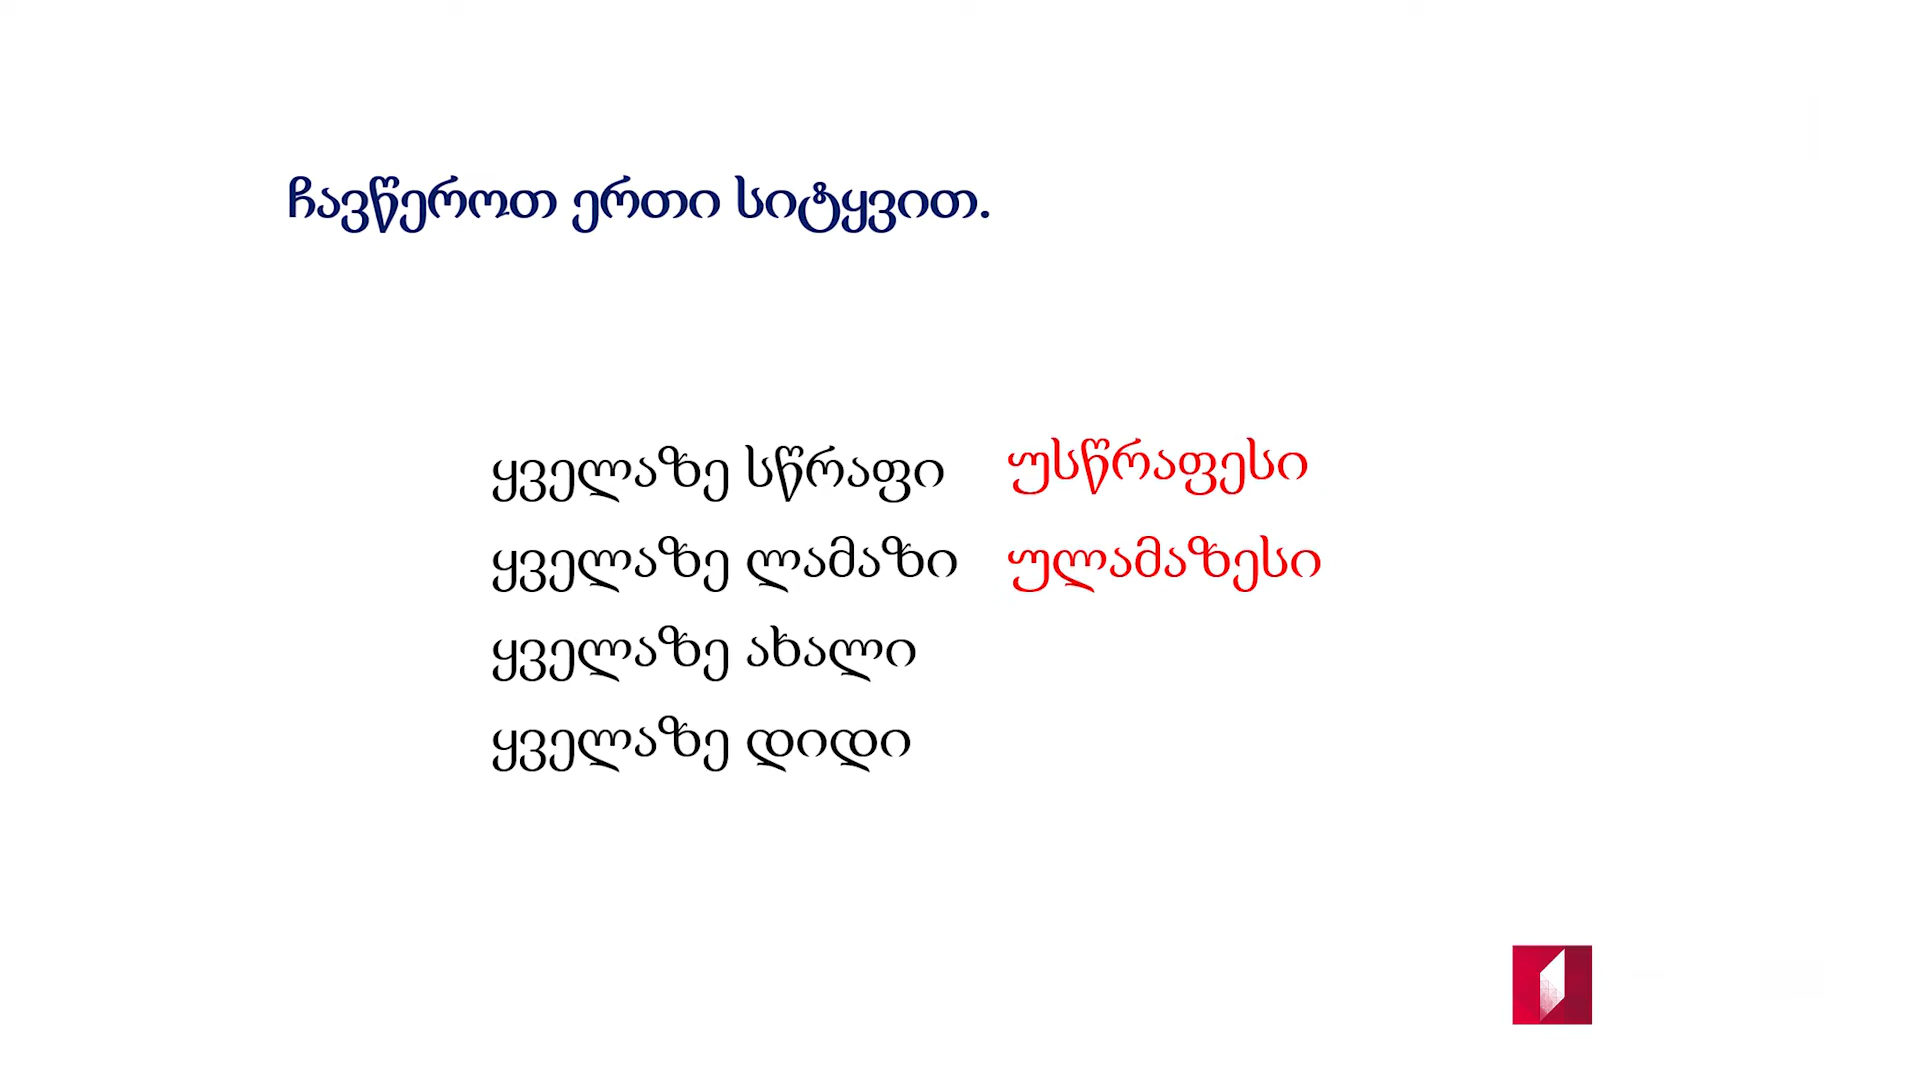 ჩავწეროთ ერთი სიტყვით.
ყველაზე სწრაფი უსწრაფესი
ყველაზე ლამაზი ულამაზესი
ყველაზე ახალი
ყველაზე დიდი